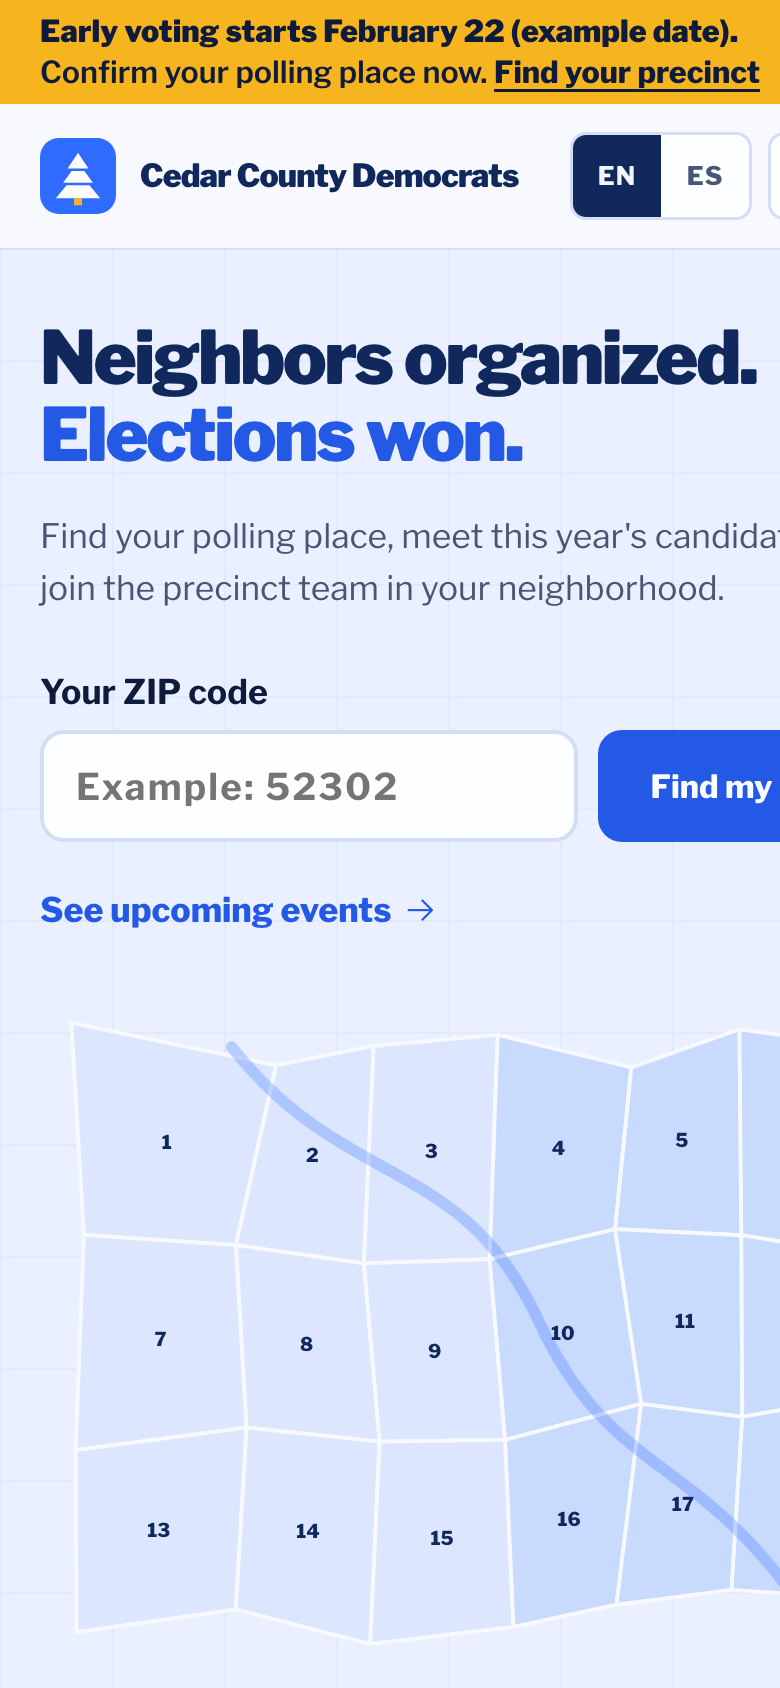 Early voting starts February 22 (example date).
Confirm your polling place now. Find your precinct
Cedar County Democrats
EN ES
Neighbors organized.
Elections won.
Find your polling place, meet this year's
join the precinct team in your neighborhood.
Your ZIP code
Example: 52302
Find my
See upcoming events →
1 2 3 4 5
7 8 9 10 11
13 14 15 16 17